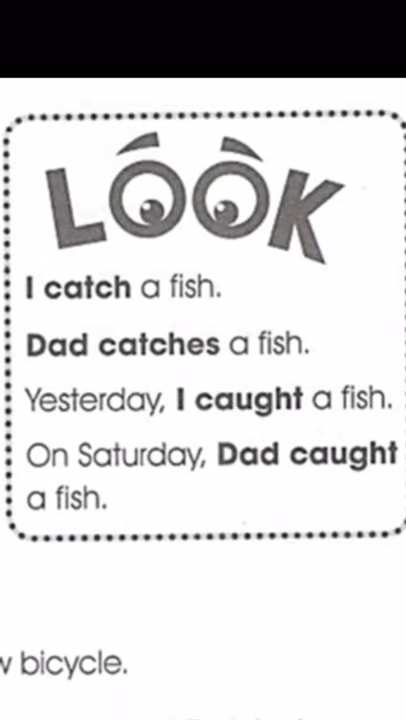 LOOK
I catch a fish.
Dad catches a fish.
Yesterday, I caught a fish.
On Saturday, Dad caught
a fish.
bicycle.